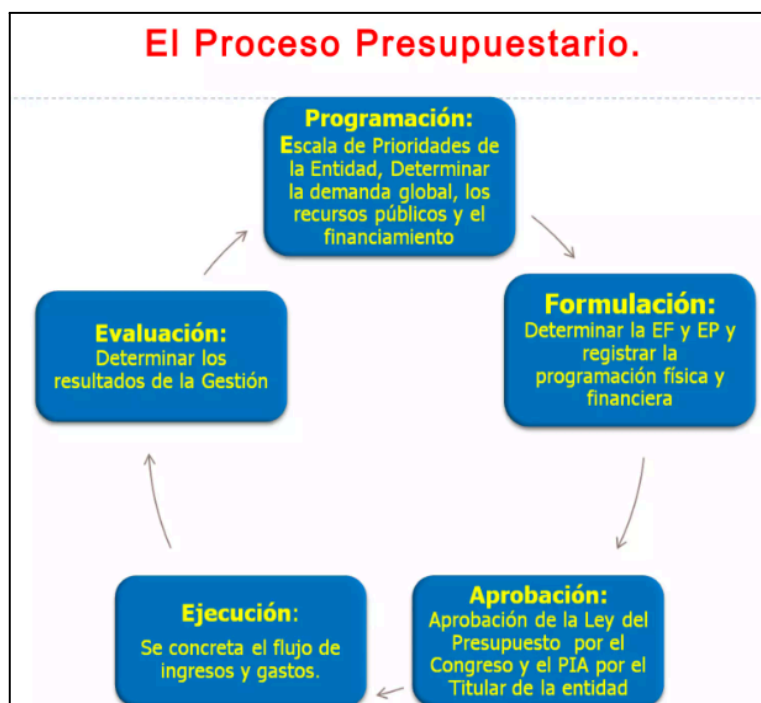 El Proceso Presupuestario.
Programación:
Escala de Prioridades de
la Entidad, Determinar
la demanda global, los
recursos públicos y el
financiamiento
Formulación:
Determinar la EF y EP y
registrar la
programación física y
financiera
Aprobación:
Aprobación de la Ley del
Presupuesto por el
Congreso y el PIA por el
Titular de la entidad
Ejecución:
Se concreta el flujo de
ingresos y gastos.
Evaluación:
Determinar los
resultados de la Gestión